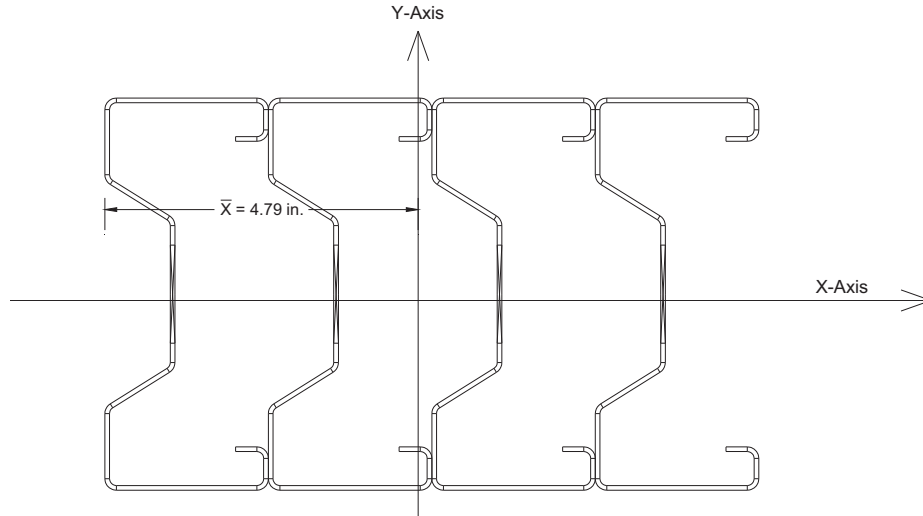 Y-Axis
X̅ = 4.79 in.
X-Axis